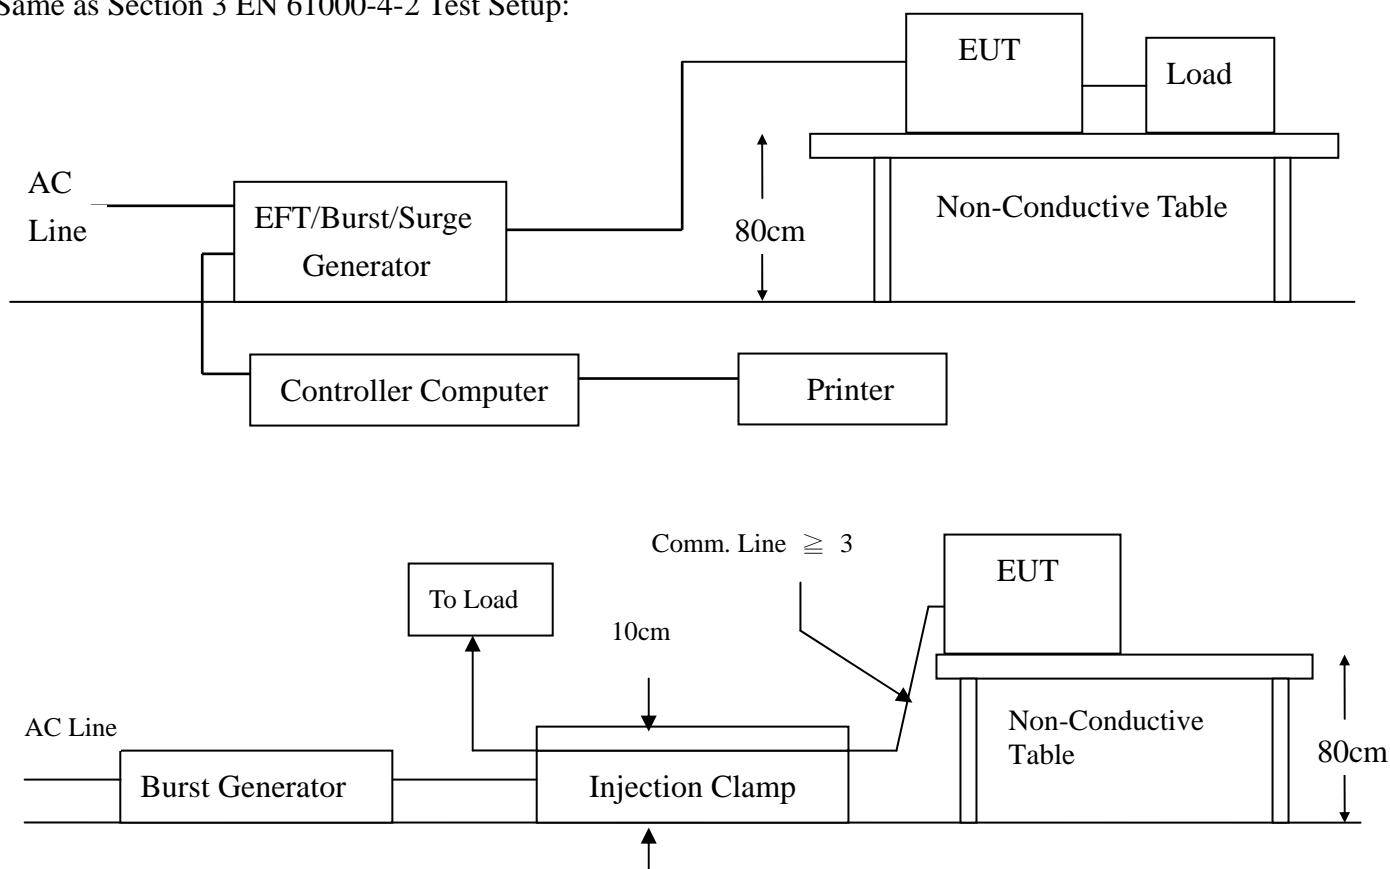 Same as Section 3 EN 61000-4-2 Test Setup:
EUT
Load
AC
Line
EFT/Burst/Surge
Generator
80cm
Non-Conductive Table
Controller Computer
Printer
Comm. Line ≧ 3
EUT
To Load
10cm
AC Line
Non-Conductive
Table
80cm
Burst Generator
Injection Clamp